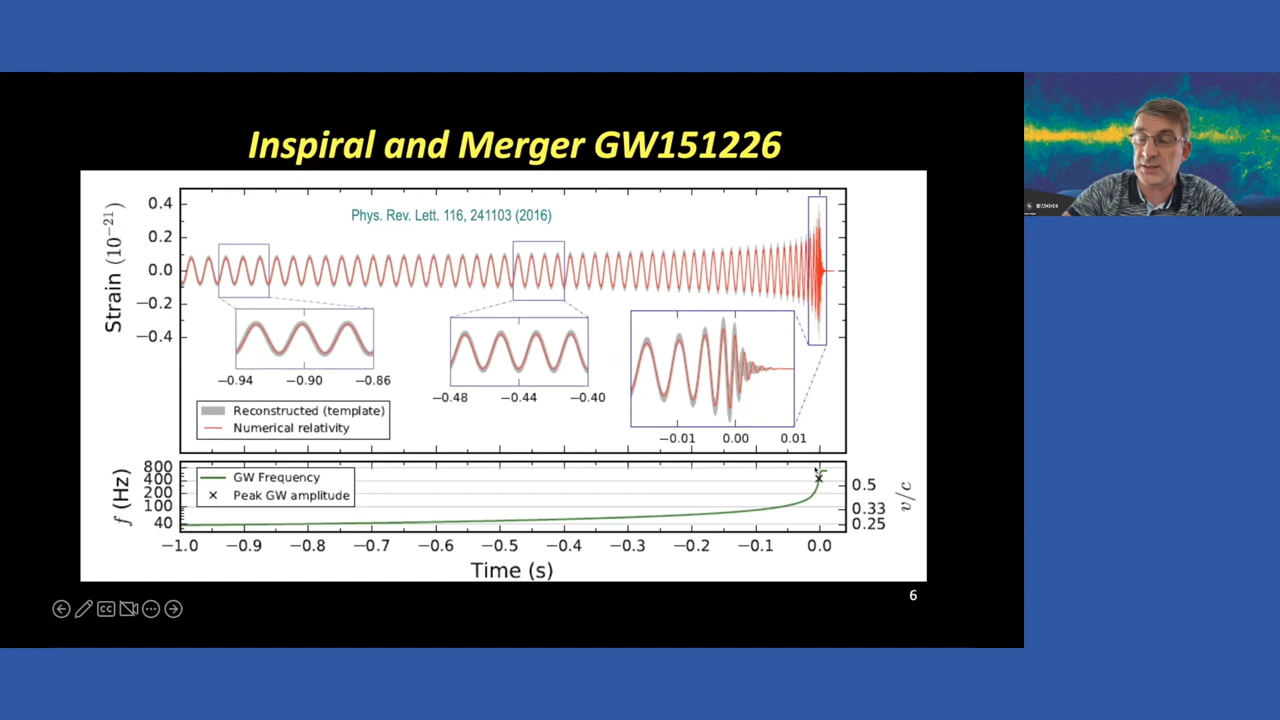 Inspiral and Merger GW151226
Phys. Rev. Lett. 116, 241103 (2016)
Strain (10⁻²¹)
0.4
0.2
0.0
−0.2
−0.4
−0.94 −0.90 −0.86
−0.48 −0.44 −0.40
−0.01 0.00 0.01
Reconstructed (template)
Numerical relativity
f (Hz)
800
400
200
100
40
GW Frequency
Peak GW amplitude
0.5
0.33
0.25
v/c
−1.0 −0.9 −0.8 −0.7 −0.6 −0.5 −0.4 −0.3 −0.2 −0.1 0.0
Time (s)
6
CC